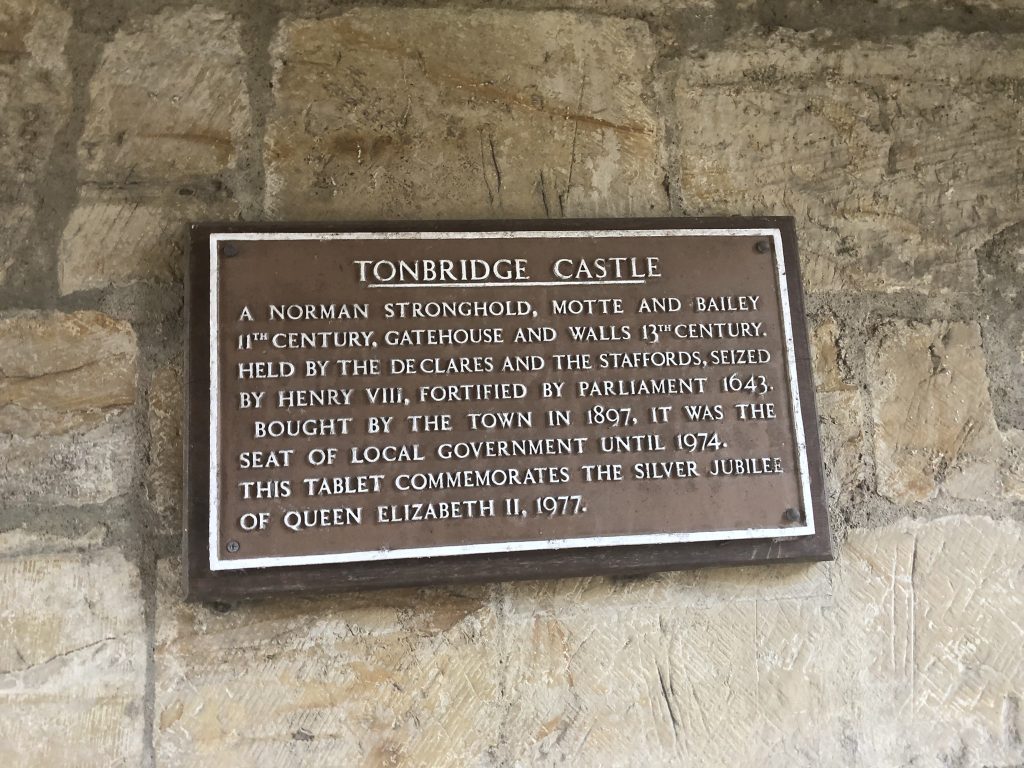 TONBRIDGE CASTLE
A NORMAN STRONGHOLD, MOTTE AND BAILEY
11TH CENTURY, GATEHOUSE AND WALLS 13TH CENTURY.
HELD BY THE DE CLARES AND THE STAFFORDS, SEIZED
BY HENRY VIII, FORTIFIED BY PARLIAMENT 1643.
BOUGHT BY THE TOWN IN 1897, IT WAS THE
SEAT OF LOCAL GOVERNMENT UNTIL 1974.
THIS TABLET COMMEMORATES THE SILVER JUBILEE
OF QUEEN ELIZABETH II, 1977.